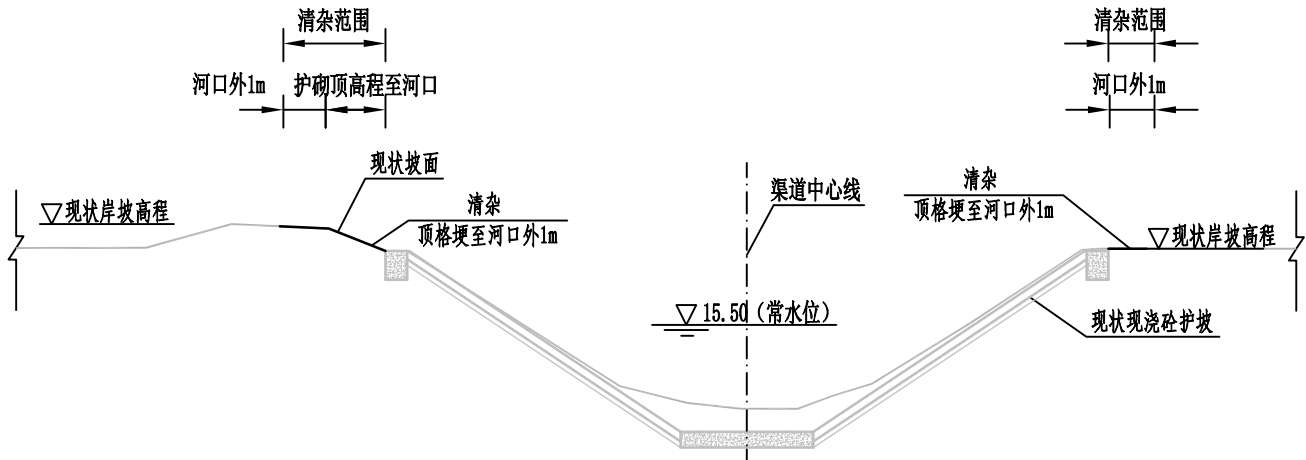 清杂范围
清杂范围
河口外1m
护砌顶高程至河口
河口外1m
现状坡面
渠道中心线
清杂
顶格埂至河口外1m
现状岸坡高程
清杂
顶格埂至河口外1m
现状岸坡高程
15.50（常水位）
现状现浇砼护坡